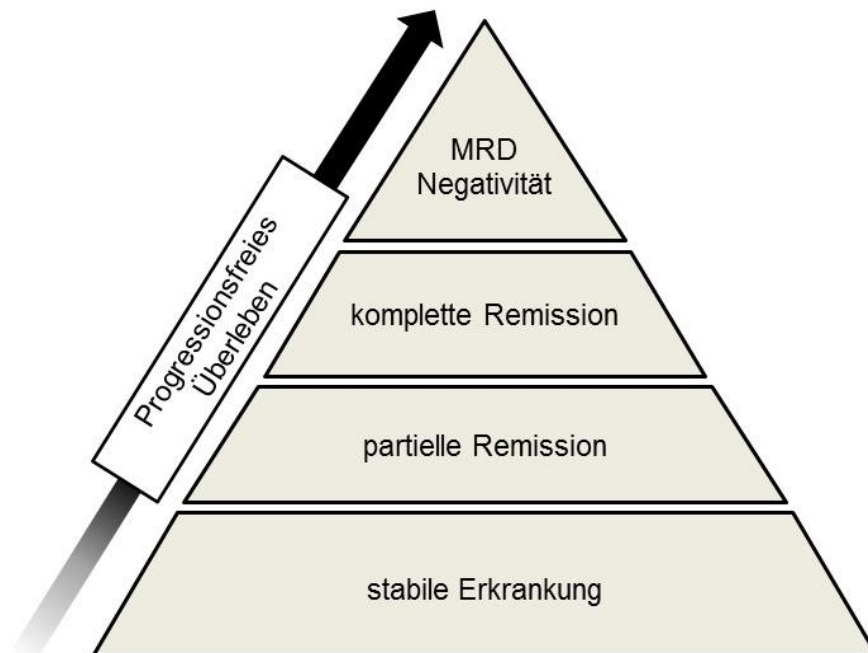 MRD
Negativität
Progressionsfreies
Überleben
komplette Remission
partielle Remission
stabile Erkrankung